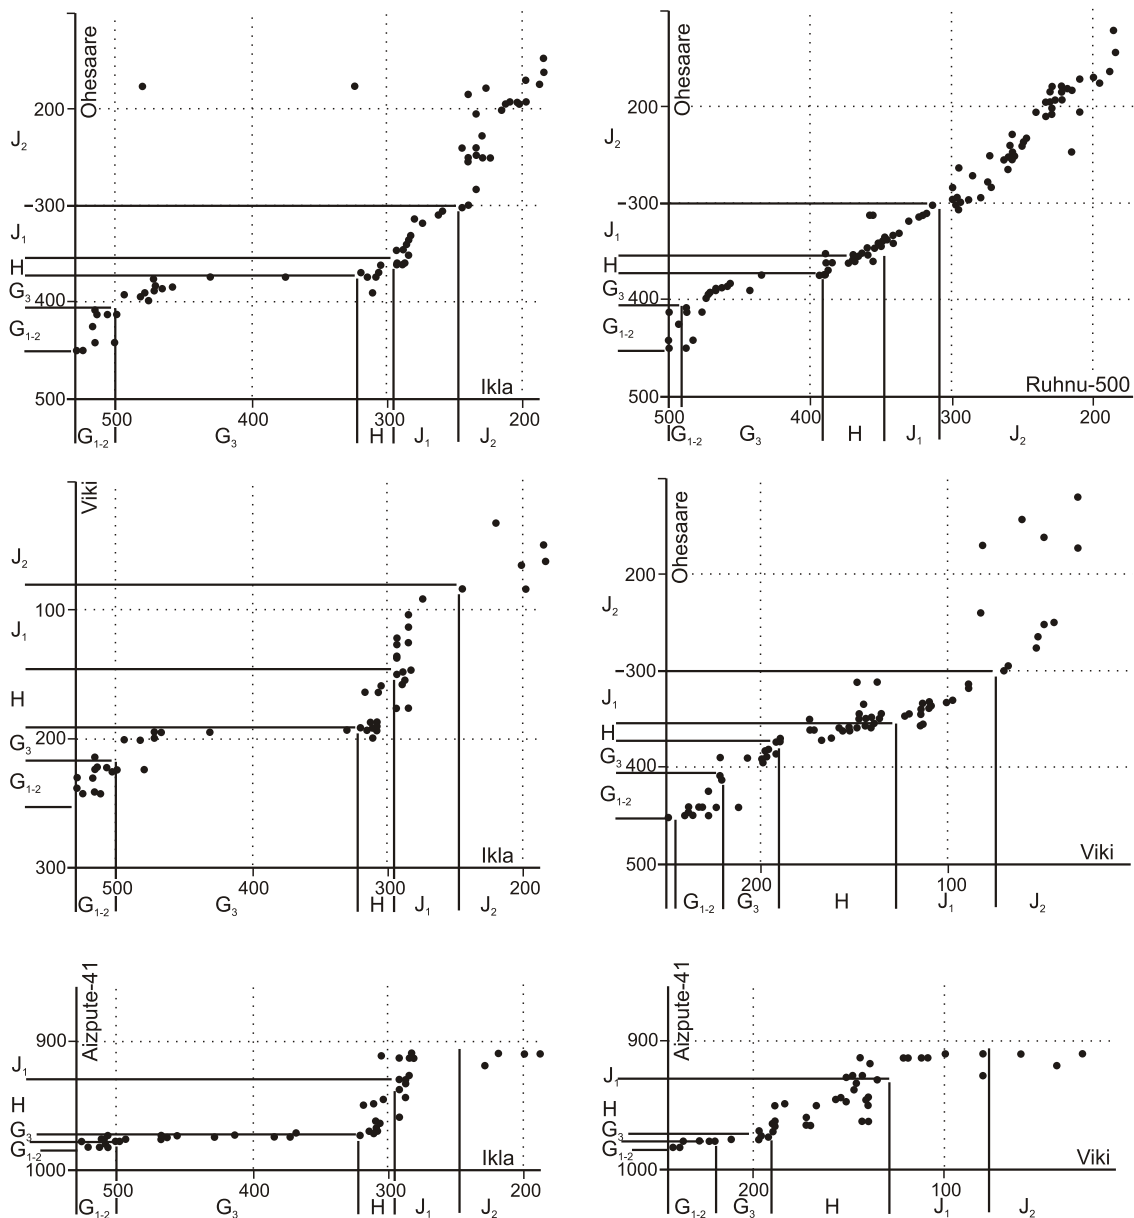 Ohesaare
200
J2
300
J1
H
G3
400
G1-2
500
Ikla
500 400 300 200
G1-2 G3 H J1 J2
Ohesaare
200
J2
300
J1
H
G3
400
G1-2
500
Ruhnu-500
500 400 300 200
G1-2 G3 H J1 J2
Viki
J2
100
J1
H
G3
200
G1-2
300
Ikla
500 400 300 200
G1-2 G3 H J1 J2
Ohesaare
200
J2
300
J1
H
G3
400
G1-2
500
Viki
200 100
G1-2 G3 H J1 J2
Aizpute-41
900
J1
H
G3
G1-2
1000
Ikla
500 400 300 200
G1-2 G3 H J1 J2
Aizpute-41
900
J1
H
G3
G1-2
1000
Viki
200 100
G1-2 G3 H J1 J2